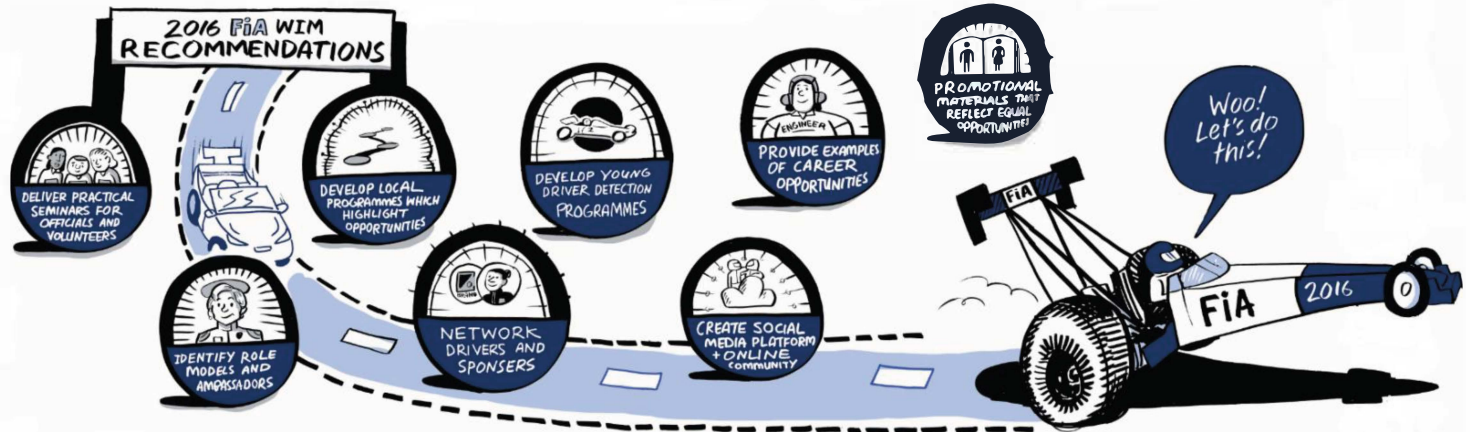 2016 FiA WIM
RECOMMENDATIONS
DELIVER PRACTICAL
SEMINARS FOR
OFFICIALS AND
VOLUNTEERS
DEVELOP LOCAL
PROGRAMMES WHICH
HIGHLIGHT
OPPORTUNITIES
DEVELOP YOUNG
DRIVER DETECTION
PROGRAMMES
ENGINEER
PROVIDE EXAMPLES
OF CAREER
OPPORTUNITIES
PROMOTIONAL
MATERIALS THAT
REFLECT EQUAL
OPPORTUNITIES
Woo!
Let's do
this!
IDENTIFY ROLE
MODELS AND
AMBASSADORS
NETWORK
DRIVERS AND
SPONSERS
CREATE SOCIAL
MEDIA PLATFORM
+ ONLINE
COMMUNITY
FiA
FiA
2016